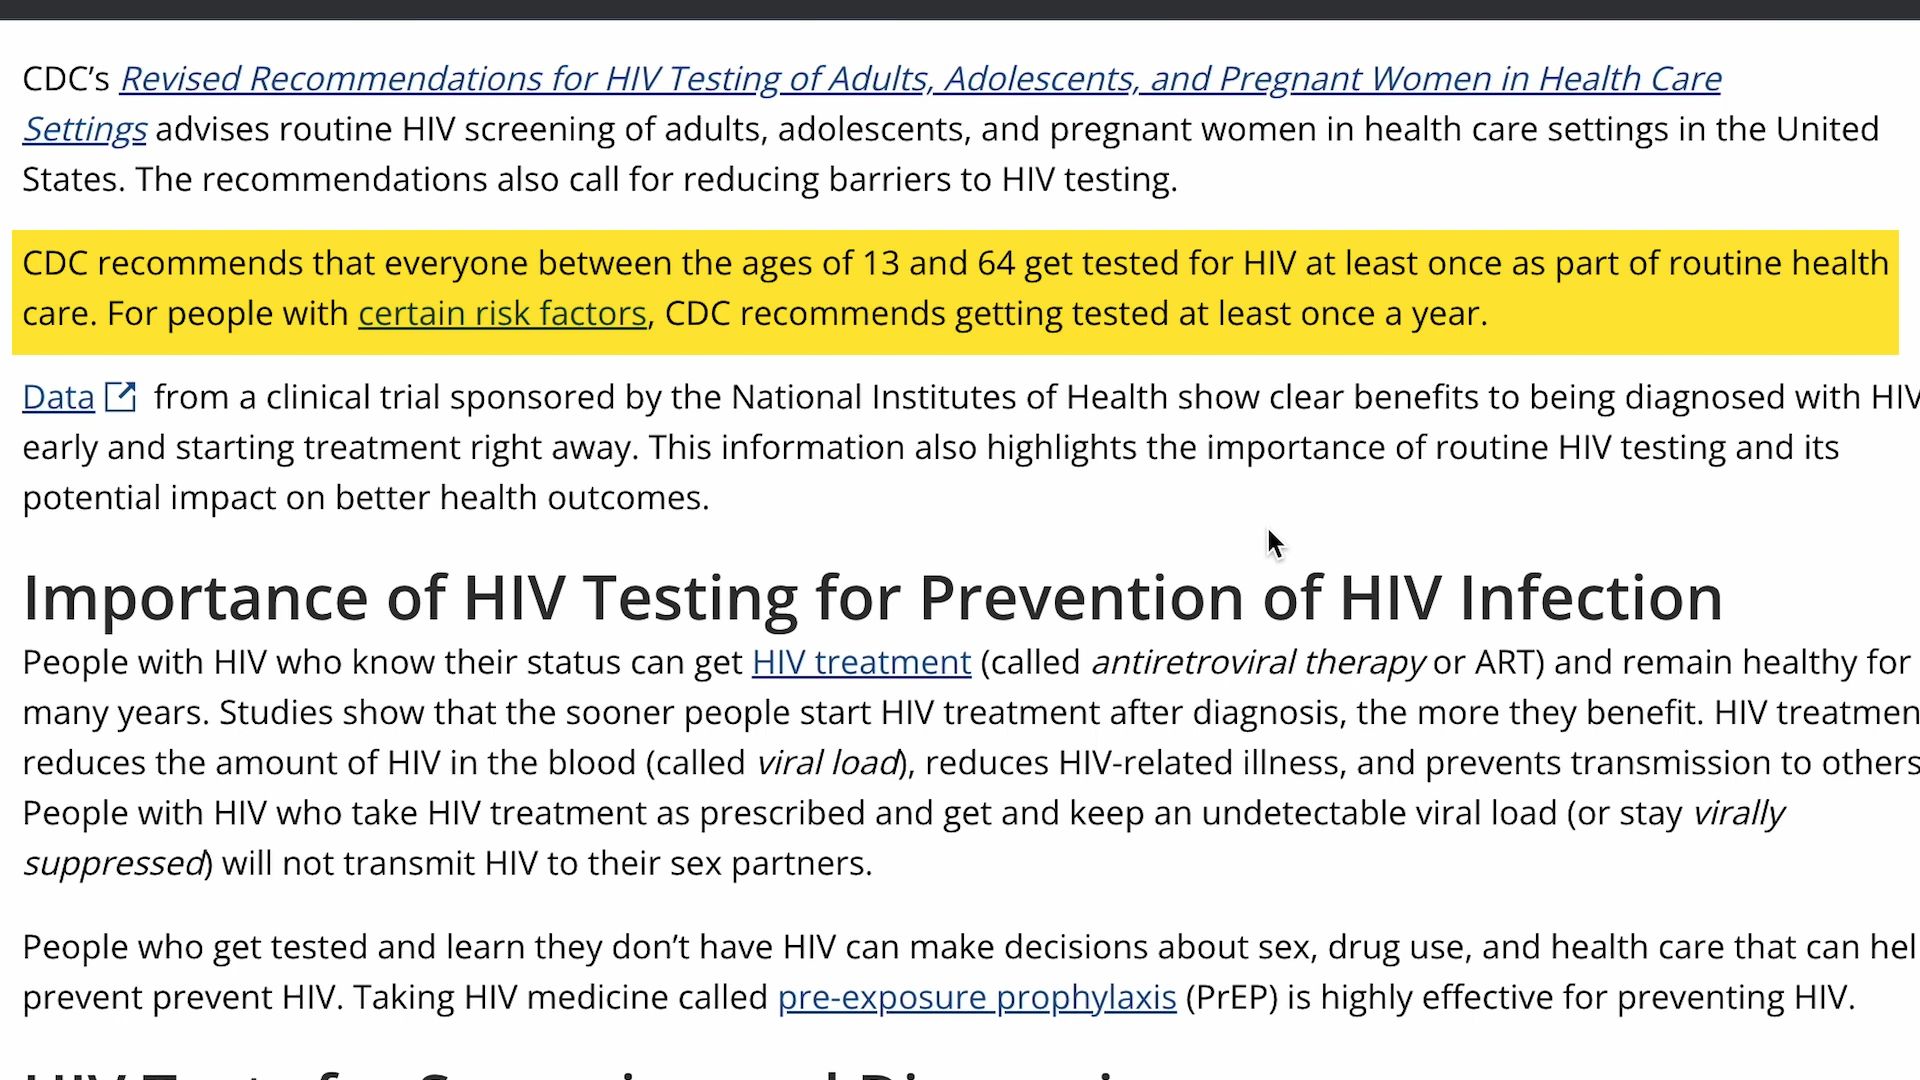 CDC’s Revised Recommendations for HIV Testing of Adults, Adolescents, and Pregnant Women in Health Care
Settings advises routine HIV screening of adults, adolescents, and pregnant women in health care settings in the United
States. The recommendations also call for reducing barriers to HIV testing.
CDC recommends that everyone between the ages of 13 and 64 get tested for HIV at least once as part of routine health
care. For people with certain risk factors, CDC recommends getting tested at least once a year.
Data from a clinical trial sponsored by the National Institutes of Health show clear benefits to being diagnosed with HIV
early and starting treatment right away. This information also highlights the importance of routine HIV testing and its
potential impact on better health outcomes.
Importance of HIV Testing for Prevention of HIV Infection
People with HIV who know their status can get HIV treatment (called antiretroviral therapy or ART) and remain healthy for
many years. Studies show that the sooner people start HIV treatment after diagnosis, the more they benefit. HIV treatmen
reduces the amount of HIV in the blood (called viral load), reduces HIV-related illness, and prevents transmission to others
People with HIV who take HIV treatment as prescribed and get and keep an undetectable viral load (or stay virally
suppressed) will not transmit HIV to their sex partners.
People who get tested and learn they don’t have HIV can make decisions about sex, drug use, and health care that can hel
prevent prevent HIV. Taking HIV medicine called pre-exposure prophylaxis (PrEP) is highly effective for preventing HIV.